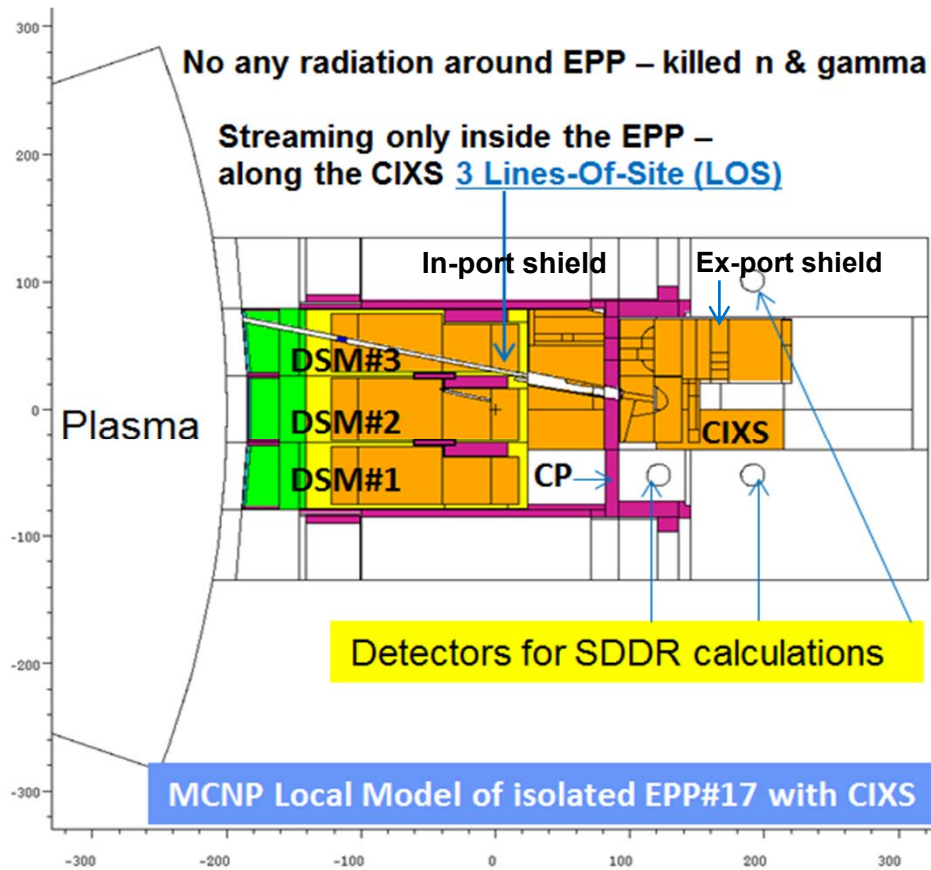 No any radiation around EPP – killed n & gamma
Streaming only inside the EPP –
along the CIXS 3 Lines-Of-Site (LOS)
In-port shield
Ex-port shield
DSM#3
DSM#2
DSM#1
Plasma
CP
CIXS
Detectors for SDDR calculations
MCNP Local Model of isolated EPP#17 with CIXS
300
200
100
0
-100
-200
-300
-300
-200
-100
0
100
200
300